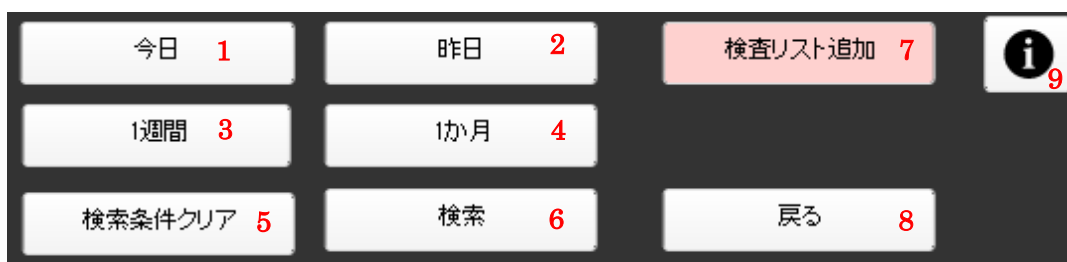 今日 1
昨日 2
検査リスト追加 7
i 9
1週間 3
1か月 4
検索条件クリア 5
検索 6
戻る 8